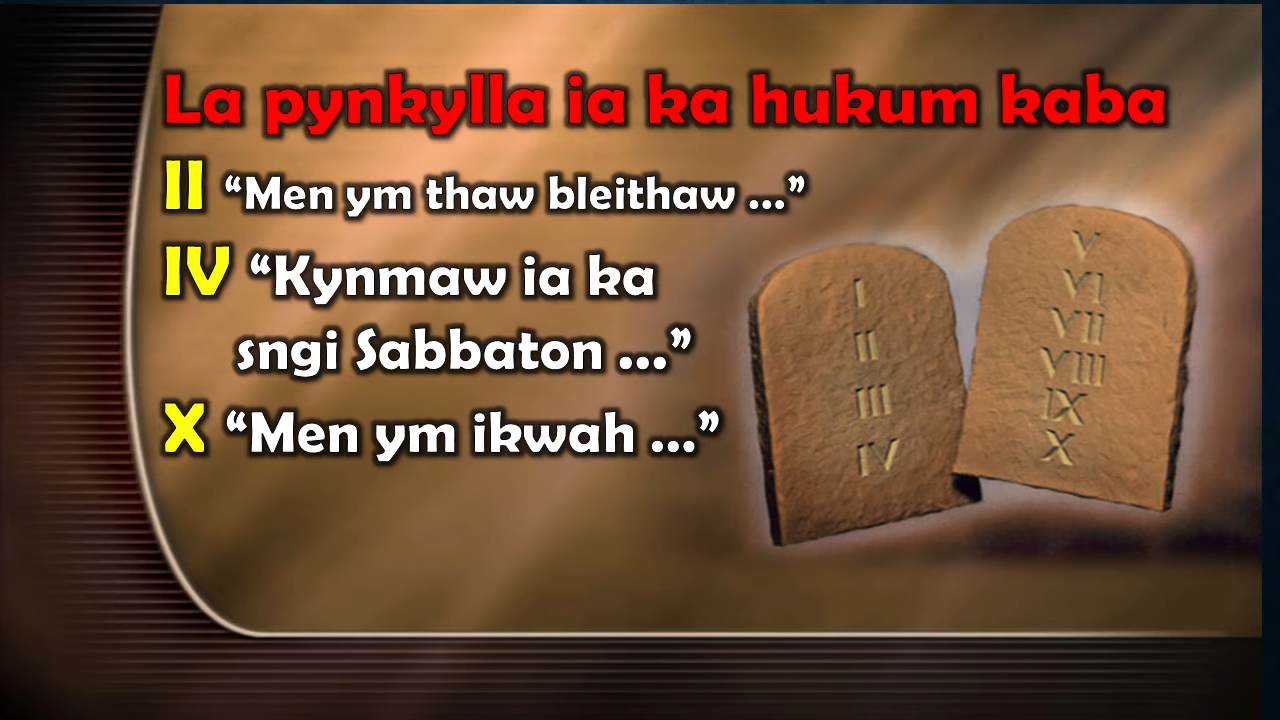 La pynkylla ia ka hukum kaba
II “Men ym thaw bleithaw ...”
IV “Kynmaw ia ka
sngi Sabbaton ...”
X “Men ym ikwah ...”
I
II
III
IV
V
VI
VII
VIII
IX
X